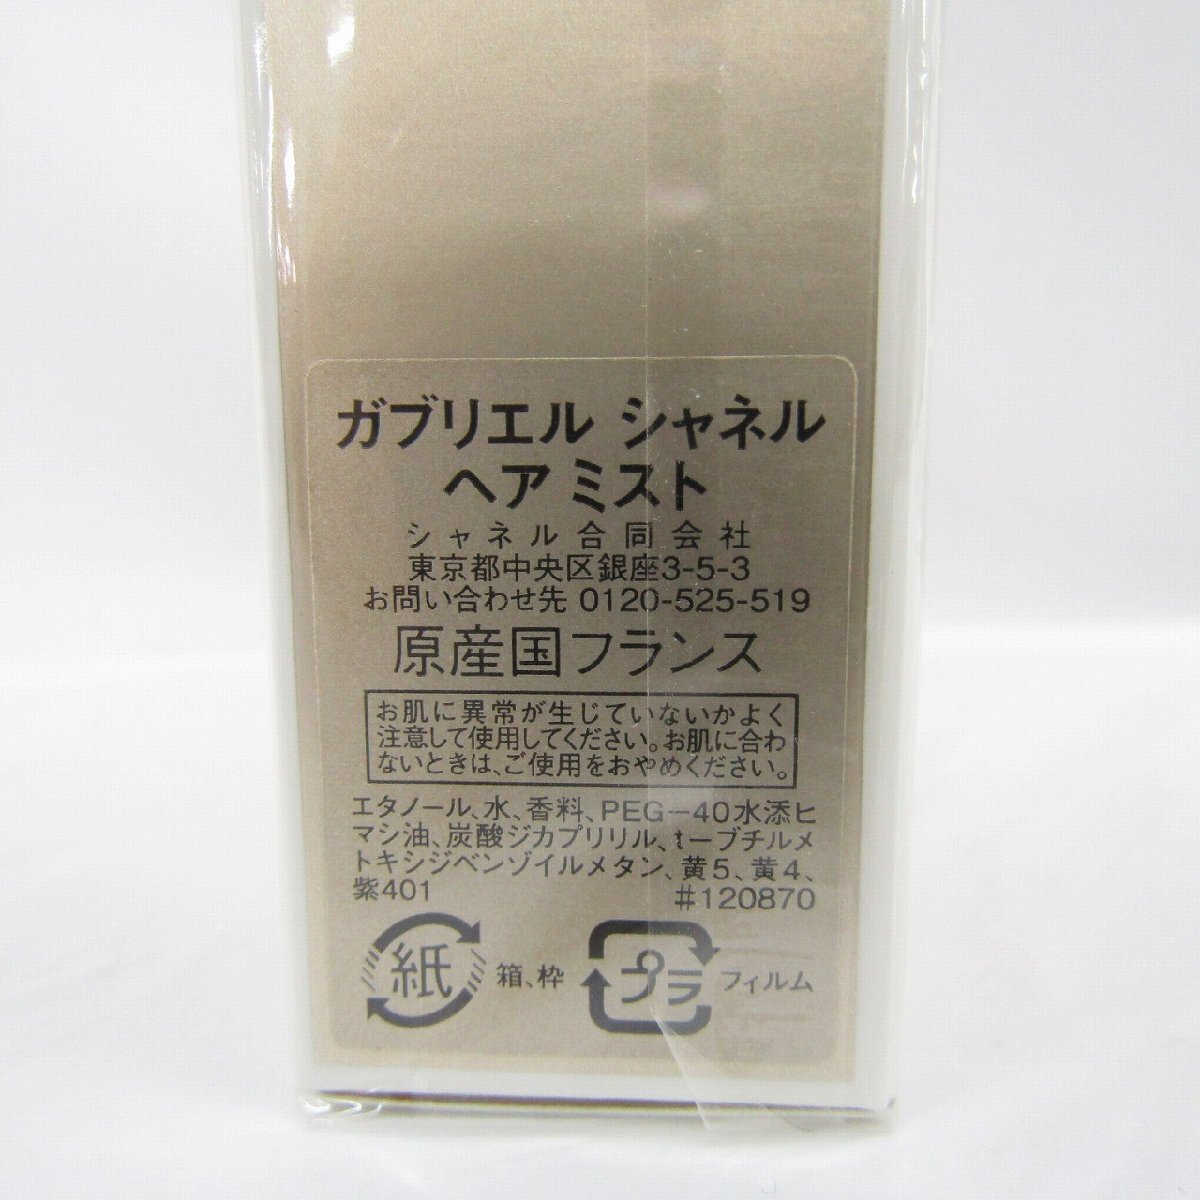 ガブリエル シャネル
ヘア ミスト
シャネル合同会社
東京都中央区銀座3-5-3
お問い合わせ先 0120-525-519
原産国フランス
お肌に異常が生じていないかよく
注意して使用してください。お肌に合わ
ないときは、ご使用をおやめください。
エタノール、水、香料、PEG－40水添ヒ
マシ油、炭酸ジカプリリル、t－ブチルメ
トキシジベンゾイルメタン、黄5、黄4、
紫401 #120870
紙 箱、枠 プラ フィルム